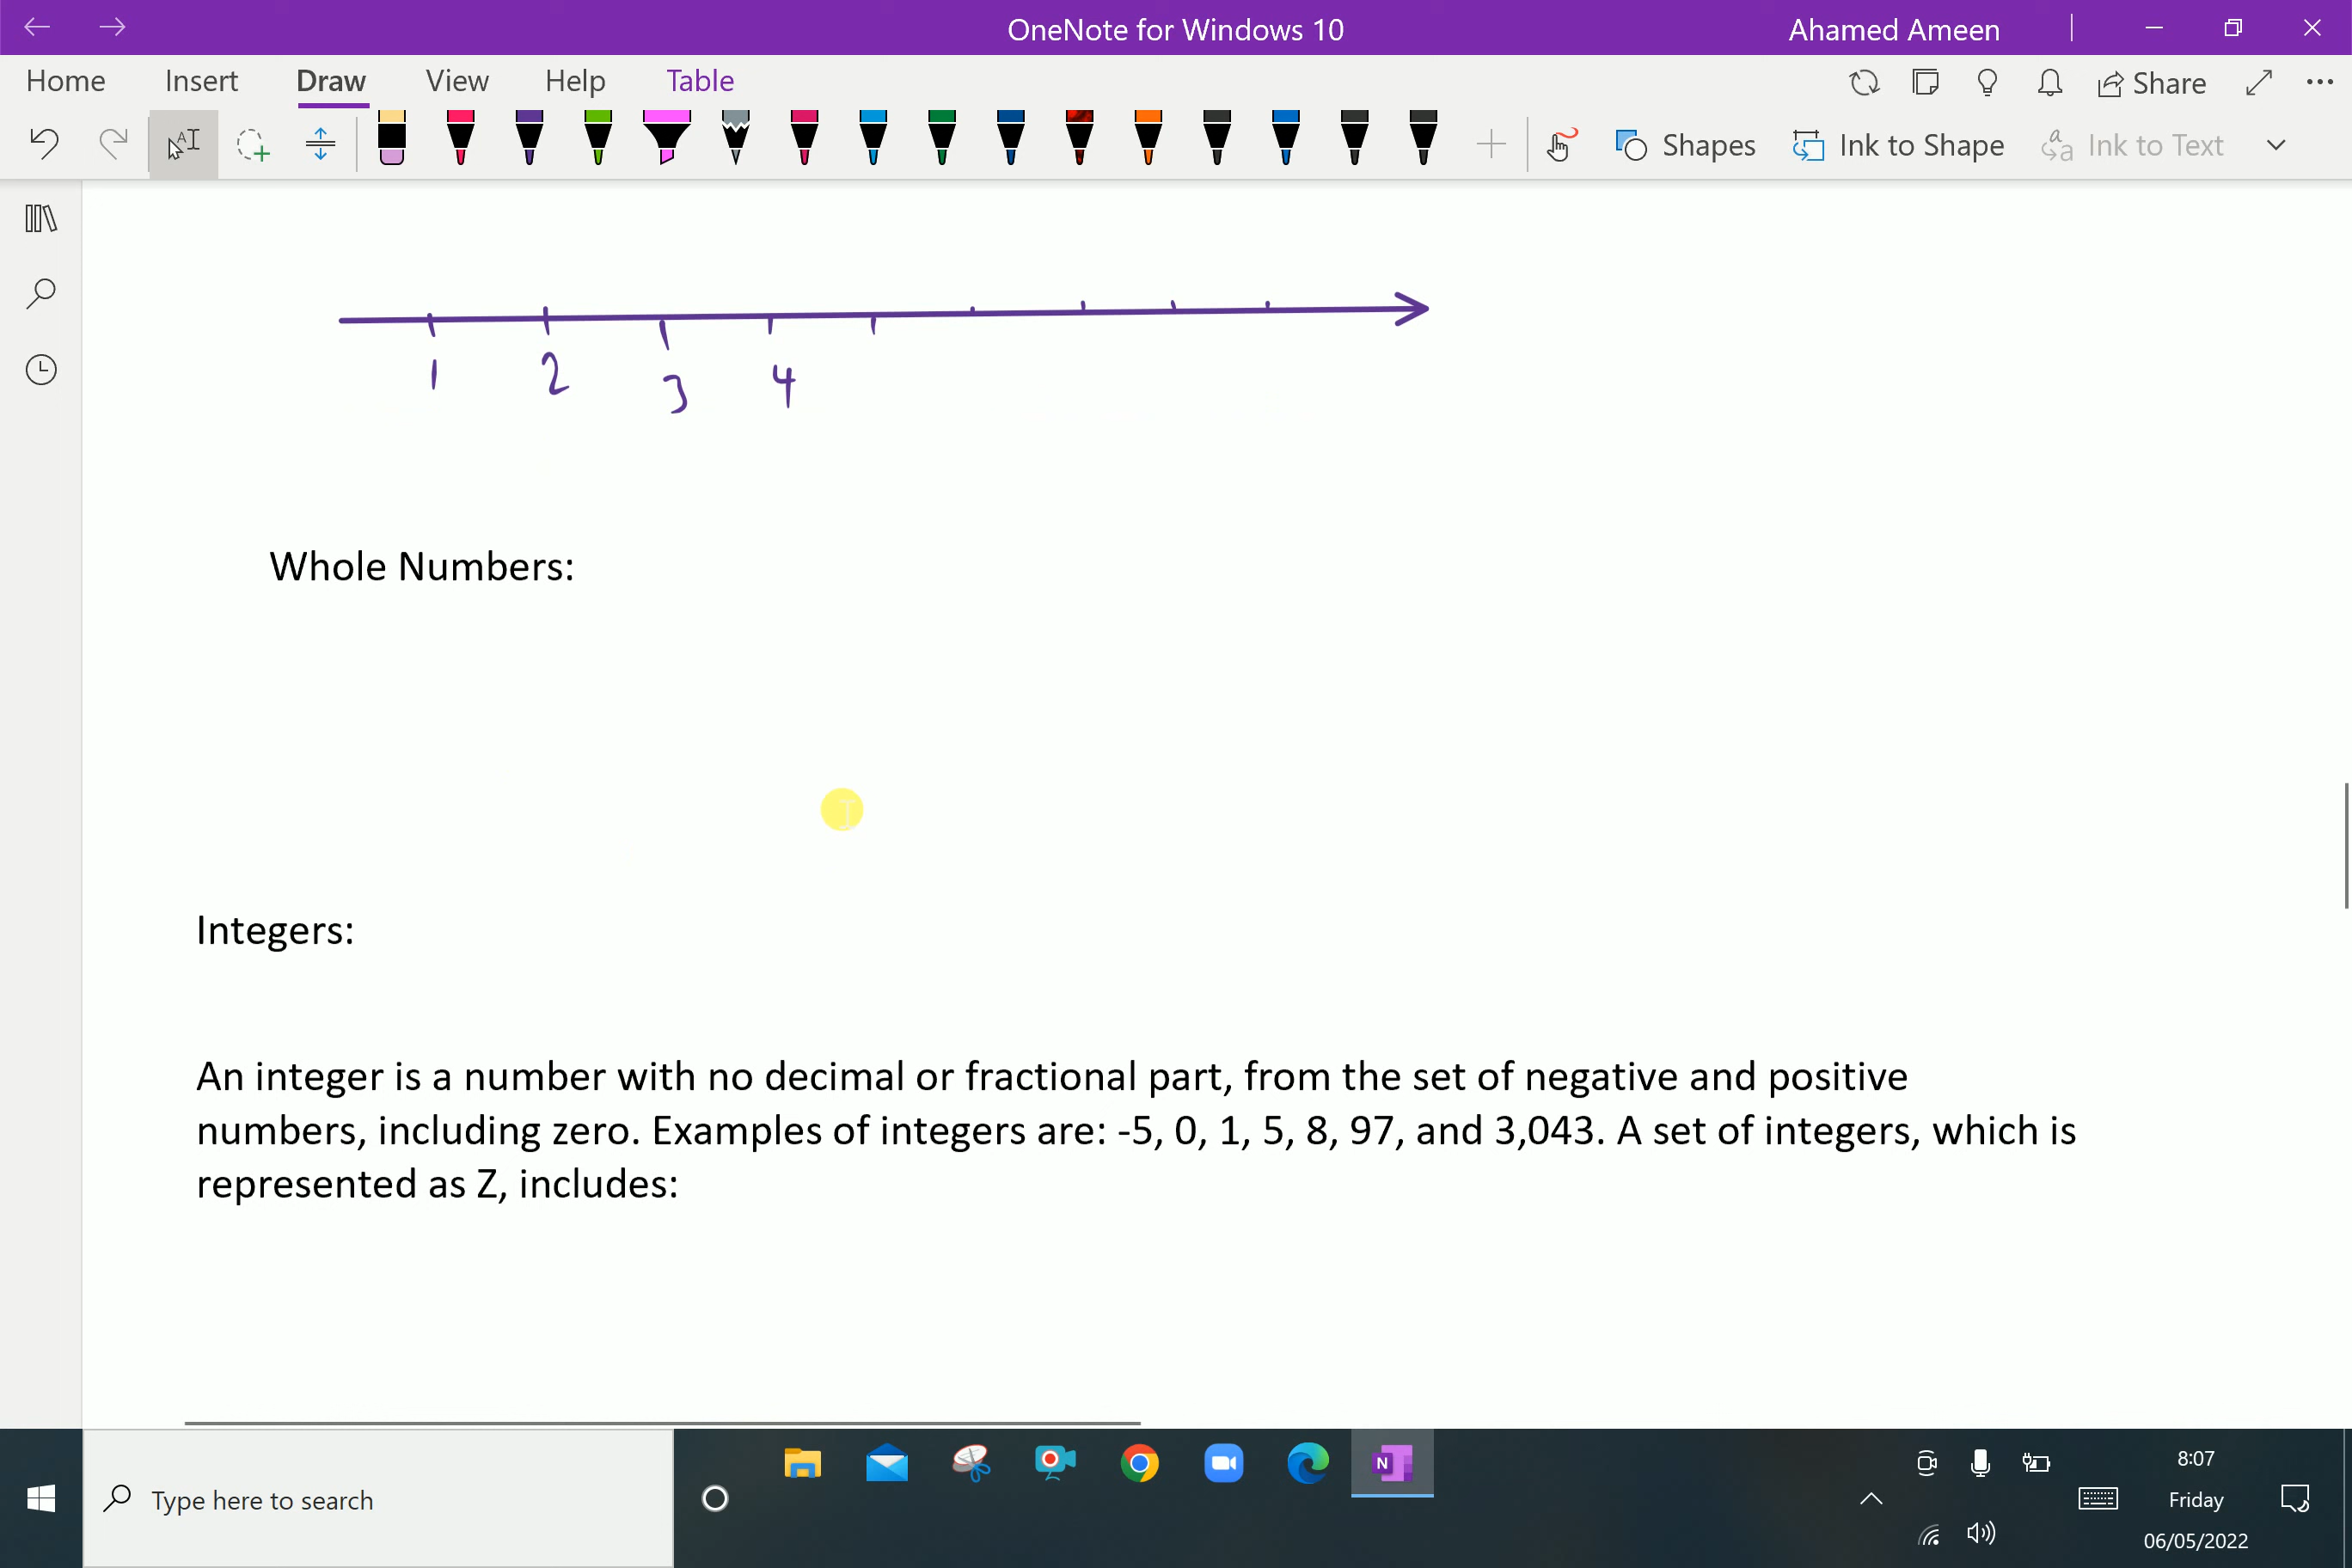 OneNote for Windows 10
Ahamed Ameen
Home Insert Draw View Help Table
Share
Shapes Ink to Shape Ink to Text
1 2 3 4
Whole Numbers:
Integers:
An integer is a number with no decimal or fractional part, from the set of negative and positive
numbers, including zero. Examples of integers are: -5, 0, 1, 5, 8, 97, and 3,043. A set of integers, which is
represented as Z, includes:
Type here to search
8:07
Friday
06/05/2022